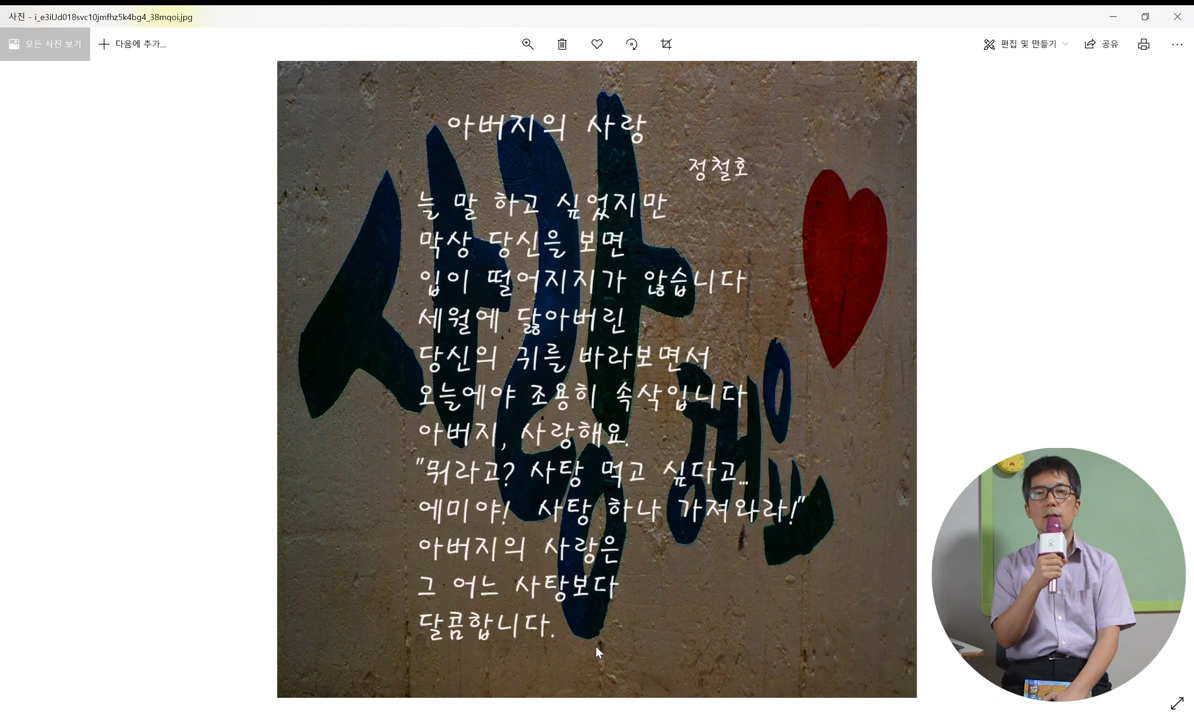 사진 - i_e3iUd018svc10jmfhz5k4bg4_38mqoi.jpg
모든 사진 보기
다음에 추가...
편집 및 만들기
공유
아버지의 사랑
정철호
늘 말 하고 싶었지만
막상 당신을 보면
입이 떨어지지가 않습니다
세월에 닳아버린
당신의 귀를 바라보면서
오늘에야 조용히 속삭입니다
아버지, 사랑해요.
"뭐라고? 사탕 먹고 싶다고...
에미야! 사탕 하나 가져와라!"
아버지의 사랑은
그 어느 사탕보다
달콤합니다.
사랑해요